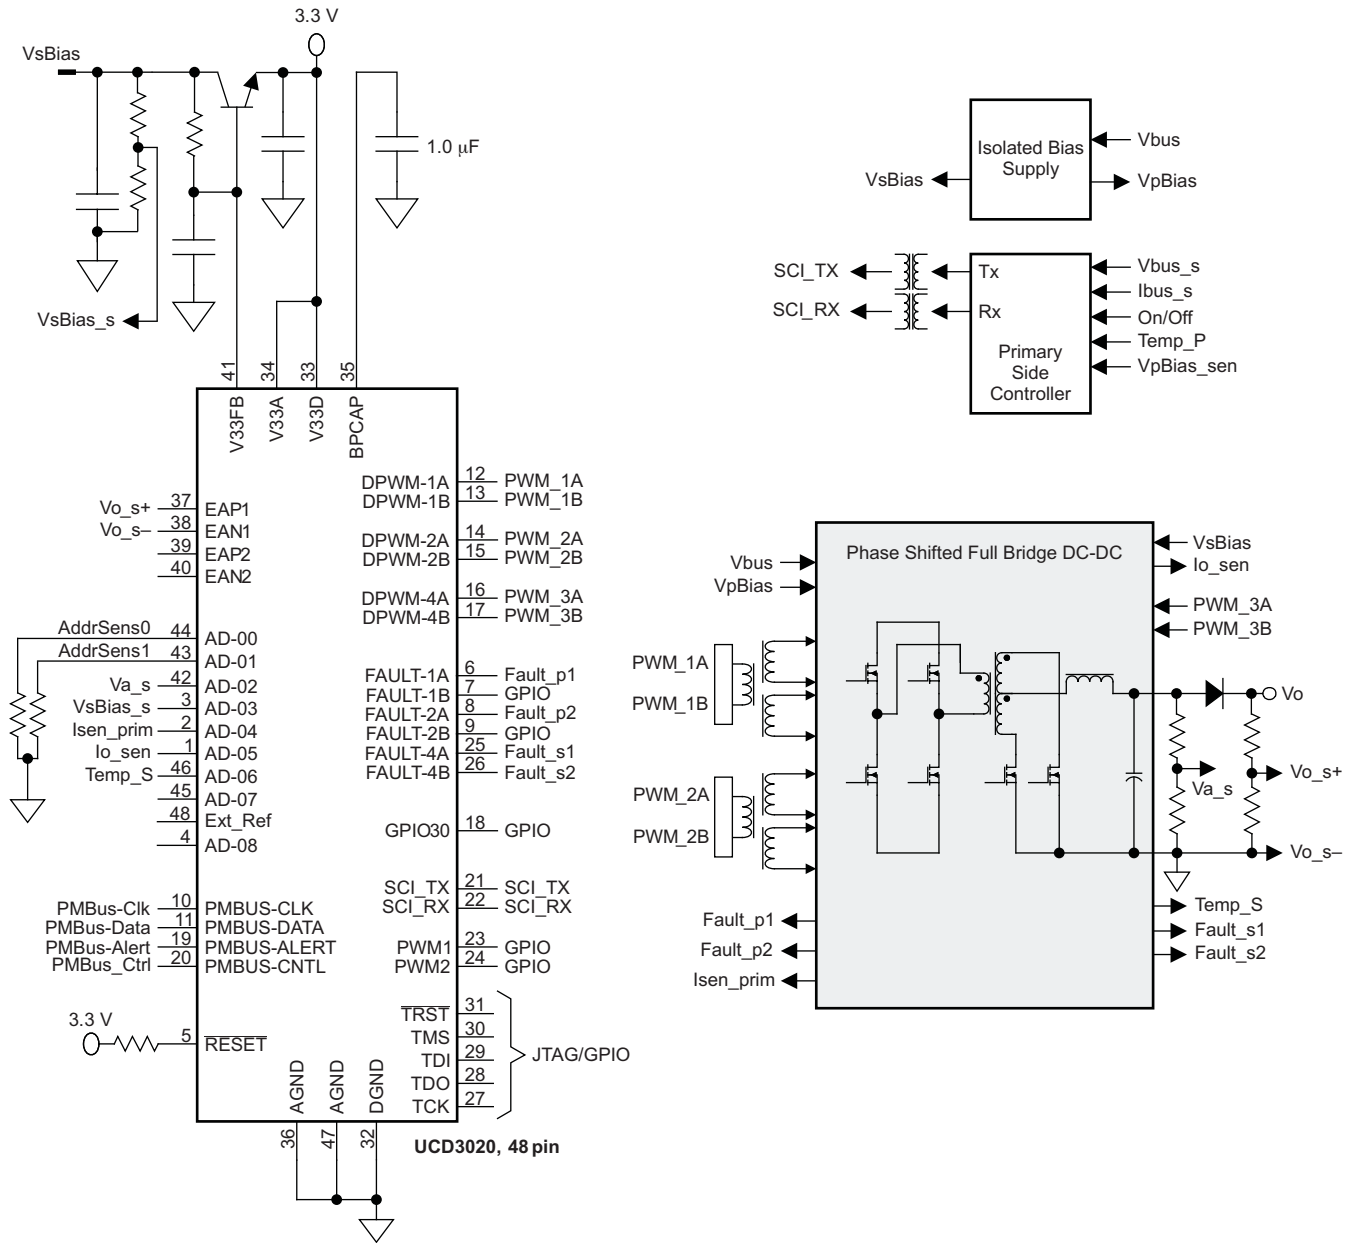 3.3 V
VsBias
1.0 μF
VsBias_s
41
34
33
35
V33FB
V33A
V33D
BPCAP
Vo_s+ 37 EAP1
Vo_s– 38 EAN1
39 EAP2
40 EAN2
AddrSens0 44 AD-00
AddrSens1 43 AD-01
Va_s 42 AD-02
VsBias_s 3 AD-03
Isen_prim 2 AD-04
Io_sen 1 AD-05
Temp_S 46 AD-06
45 AD-07
48 Ext_Ref
4 AD-08
PMBus-Clk 10 PMBUS-CLK
PMBus-Data 11 PMBUS-DATA
PMBus-Alert 19 PMBUS-ALERT
PMBus_Ctrl 20 PMBUS-CNTL
3.3 V
5 RESET
DPWM-1A 12 PWM_1A
DPWM-1B 13 PWM_1B
DPWM-2A 14 PWM_2A
DPWM-2B 15 PWM_2B
DPWM-4A 16 PWM_3A
DPWM-4B 17 PWM_3B
FAULT-1A 6 Fault_p1
FAULT-1B 7 GPIO
FAULT-2A 8 Fault_p2
FAULT-2B 9 GPIO
FAULT-4A 25 Fault_s1
FAULT-4B 26 Fault_s2
GPIO30 18 GPIO
SCI_TX 21 SCI_TX
SCI_RX 22 SCI_RX
PWM1 23 GPIO
PWM2 24 GPIO
TRST 31
TMS 30
TDI 29
TDO 28
TCK 27
JTAG/GPIO
AGND
AGND
DGND
36
47
32
UCD3020, 48 pin
Isolated Bias
Supply
Vbus
VpBias
VsBias
SCI_TX
SCI_RX
Tx
Rx
Primary
Side
Controller
Vbus_s
Ibus_s
On/Off
Temp_P
VpBias_sen
Phase Shifted Full Bridge DC-DC
Vbus
VpBias
VsBias
Io_sen
PWM_3A
PWM_3B
PWM_1A
PWM_1B
PWM_2A
PWM_2B
Vo
Vo_s+
Va_s
Vo_s–
Fault_p1
Fault_p2
Isen_prim
Temp_S
Fault_s1
Fault_s2